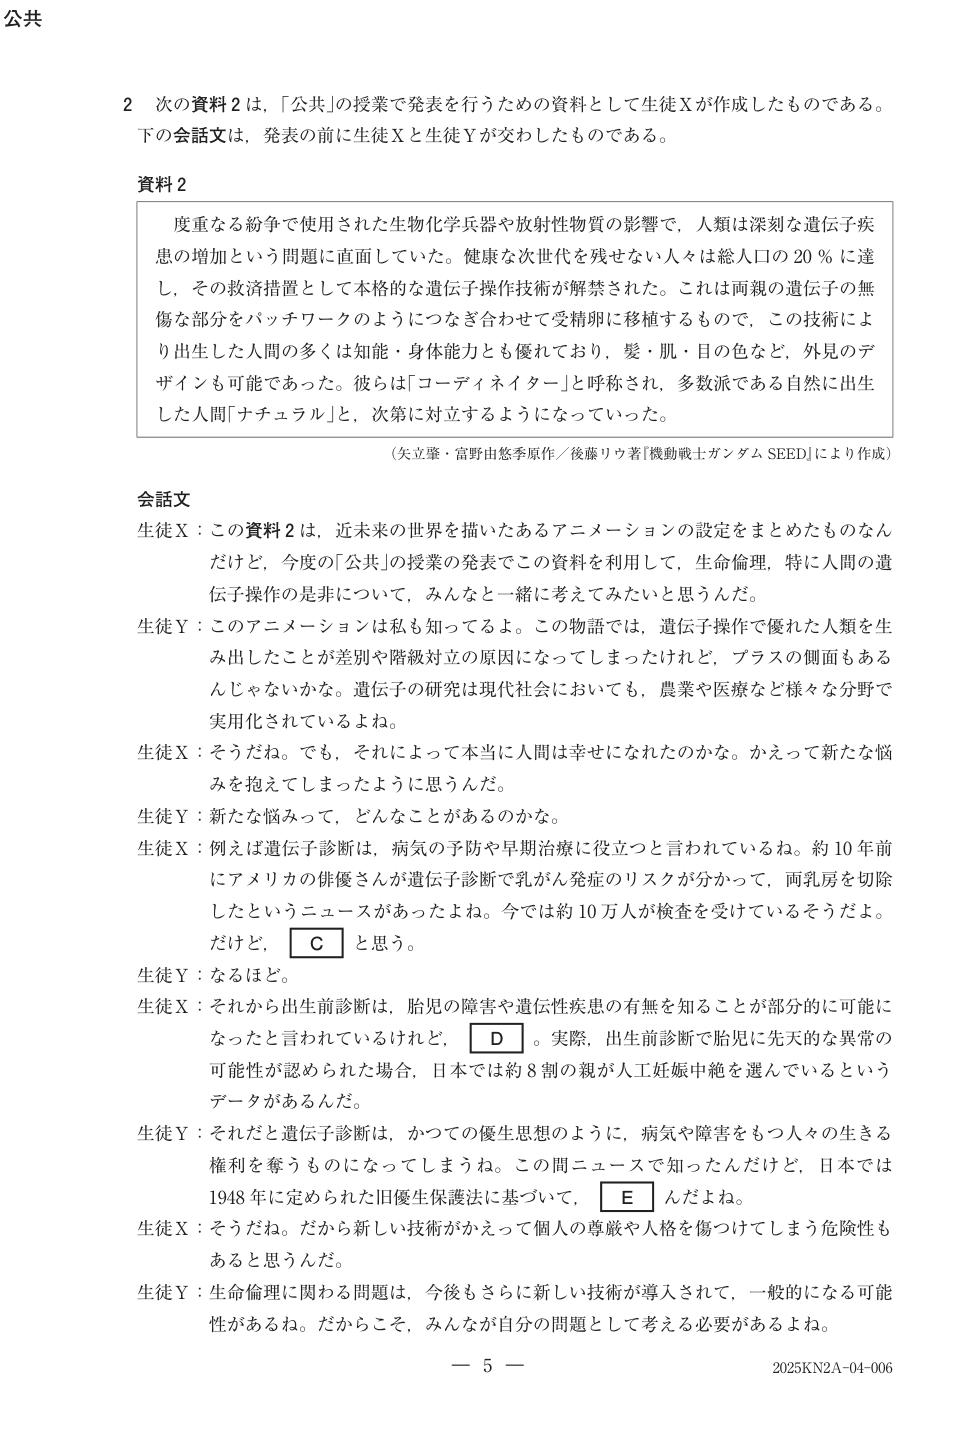 公共
2　次の資料2は，「公共」の授業で発表を行うための資料として生徒Xが作成したものである。
下の会話文は，発表の前に生徒Xと生徒Yが交わしたものである。
資料2
度重なる紛争で使用された生物化学兵器や放射性物質の影響で，人類は深刻な遺伝子疾
患の増加という問題に直面していた。健康な次世代を残せない人々は総人口の20 % に達
し，その救済措置として本格的な遺伝子操作技術が解禁された。これは両親の遺伝子の無
傷な部分をパッチワークのようにつなぎ合わせて受精卵に移植するもので，この技術によ
り出生した人間の多くは知能・身体能力とも優れており，髪・肌・目の色など，外見のデ
ザインも可能であった。彼らは「コーディネイター」と呼称され，多数派である自然に出生
した人間「ナチュラル」と，次第に対立するようになっていった。
（矢立肇・富野由悠季原作／後藤リウ著『機動戦士ガンダム SEED』により作成）
会話文
生徒X：この資料2は，近未来の世界を描いたあるアニメーションの設定をまとめたものなん
だけど，今度の「公共」の授業の発表でこの資料を利用して，生命倫理，特に人間の遺
伝子操作の是非について，みんなと一緒に考えてみたいと思うんだ。
生徒Y：このアニメーションは私も知ってるよ。この物語では，遺伝子操作で優れた人類を生
み出したことが差別や階級対立の原因になってしまったけれど，プラスの側面もある
んじゃないかな。遺伝子の研究は現代社会においても，農業や医療など様々な分野で
実用化されているよね。
生徒X：そうだね。でも，それによって本当に人間は幸せになれたのかな。かえって新たな悩
みを抱えてしまったように思うんだ。
生徒Y：新たな悩みって，どんなことがあるのかな。
生徒X：例えば遺伝子診断は，病気の予防や早期治療に役立つと言われているね。約10年前
にアメリカの俳優さんが遺伝子診断で乳がん発症のリスクが分かって，両乳房を切除
したというニュースがあったよね。今では約10万人が検査を受けているそうだよ。
だけど， C と思う。
生徒Y：なるほど。
生徒X：それから出生前診断は，胎児の障害や遺伝性疾患の有無を知ることが部分的に可能に
なったと言われているけれど， D 。実際，出生前診断で胎児に先天的な異常の
可能性が認められた場合，日本では約8割の親が人工妊娠中絶を選んでいるという
データがあるんだ。
生徒Y：それだと遺伝子診断は，かつての優生思想のように，病気や障害をもつ人々の生きる
権利を奪うものになってしまうね。この間ニュースで知ったんだけど，日本では
1948年に定められた旧優生保護法に基づいて， E んだよね。
生徒X：そうだね。だから新しい技術がかえって個人の尊厳や人格を傷つけてしまう危険性も
あると思うんだ。
生徒Y：生命倫理に関わる問題は，今後もさらに新しい技術が導入されて，一般的になる可能
性があるね。だからこそ，みんなが自分の問題として考える必要があるよね。
— 5 —
2025KN2A-04-006